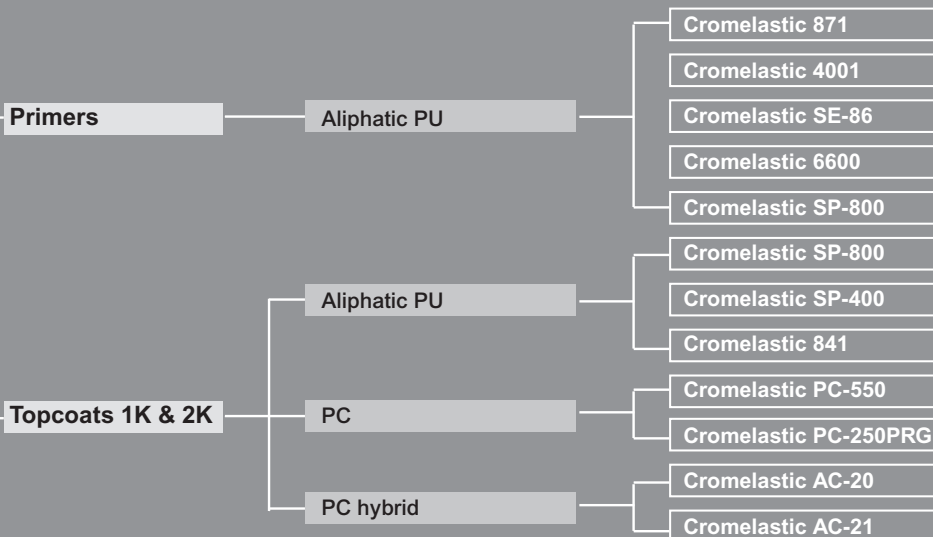 Primers
Aliphatic PU
Cromelastic 871
Cromelastic 4001
Cromelastic SE-86
Cromelastic 6600
Cromelastic SP-800
Topcoats 1K & 2K
Aliphatic PU
Cromelastic SP-800
Cromelastic SP-400
Cromelastic 841
PC
Cromelastic PC-550
Cromelastic PC-250PRG
PC hybrid
Cromelastic AC-20
Cromelastic AC-21